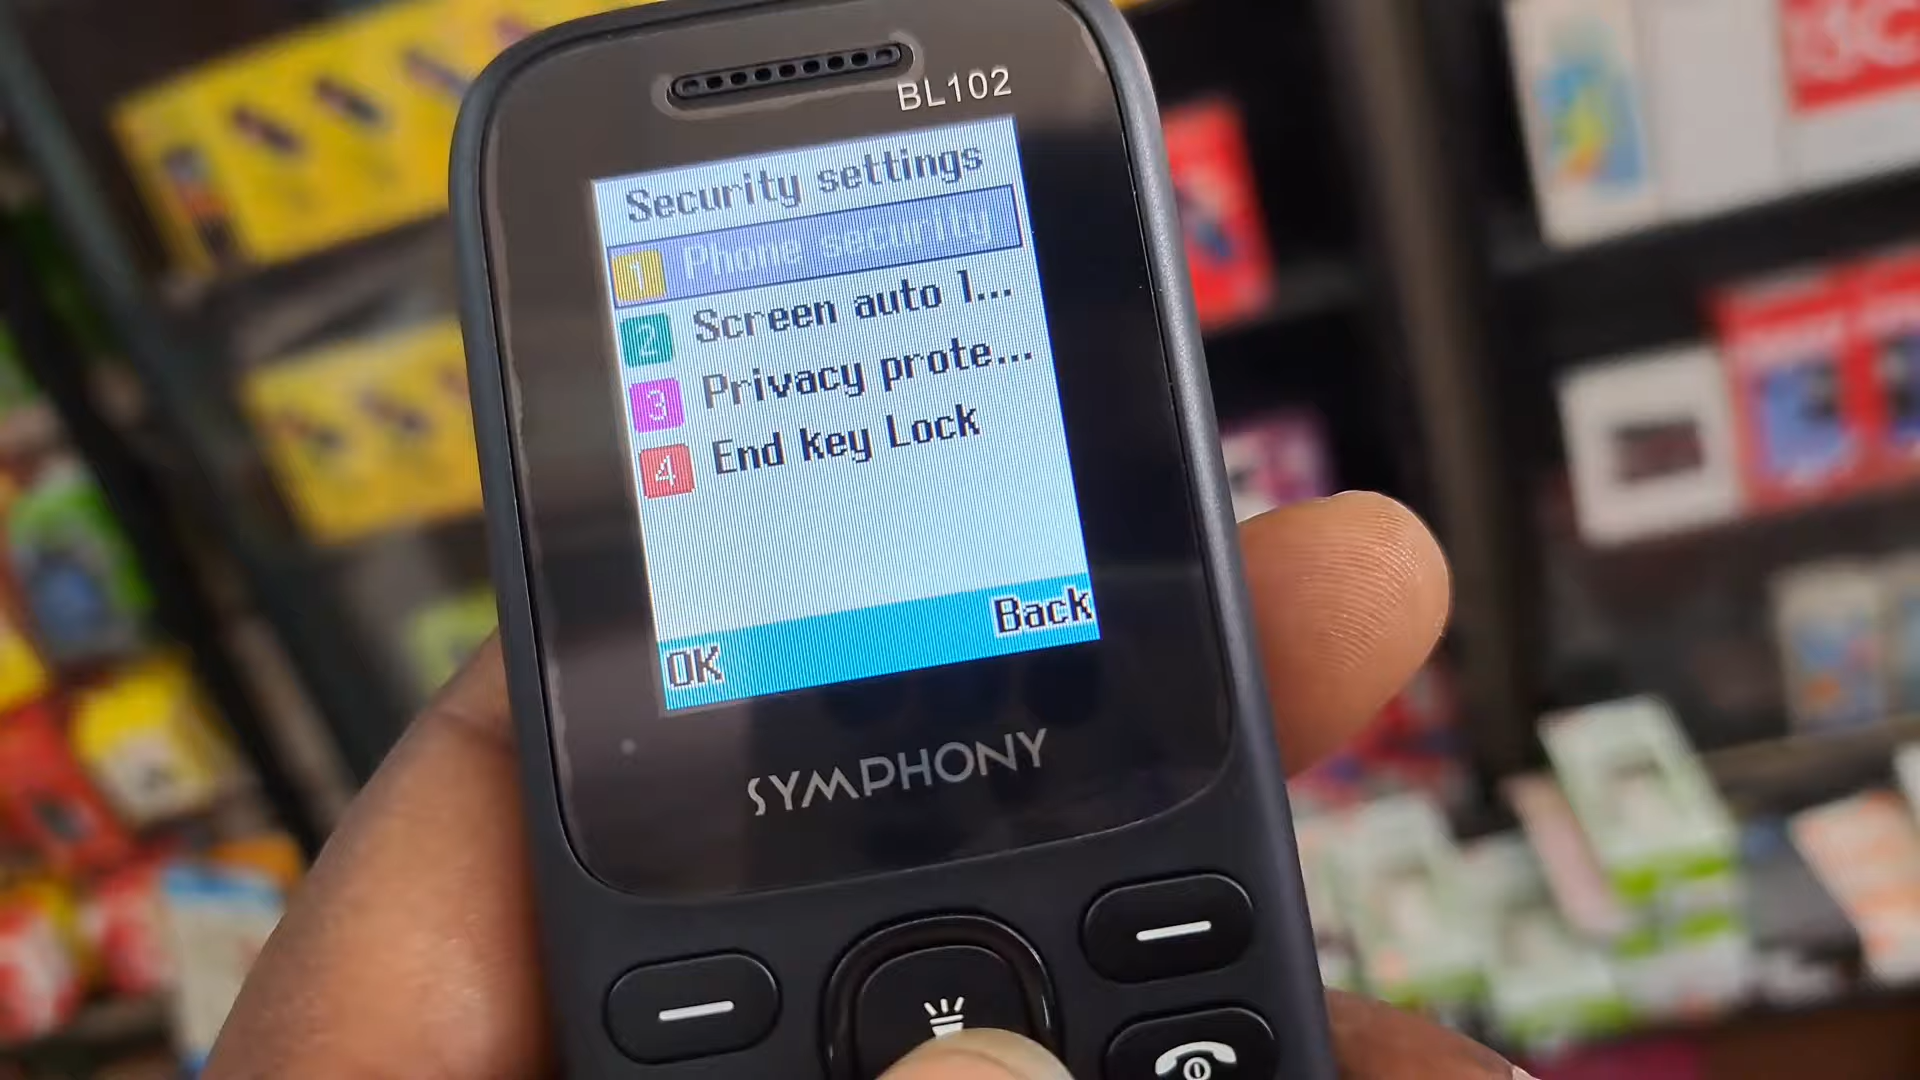 BL102
Security settings
1 Phone security
2 Screen auto l...
3 Privacy prote...
4 End key Lock
OK
Back
SYMPHONY